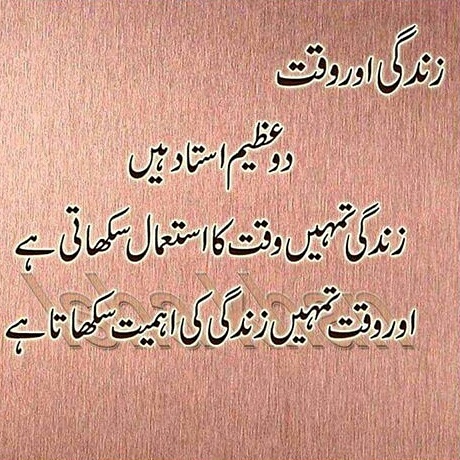 زندگی اور وقت
دو عظیم استاد ہیں
زندگی تمہیں وقت کا استعمال سکھاتی ہے
اور وقت تمہیں زندگی کی اہمیت سکھاتا ہے